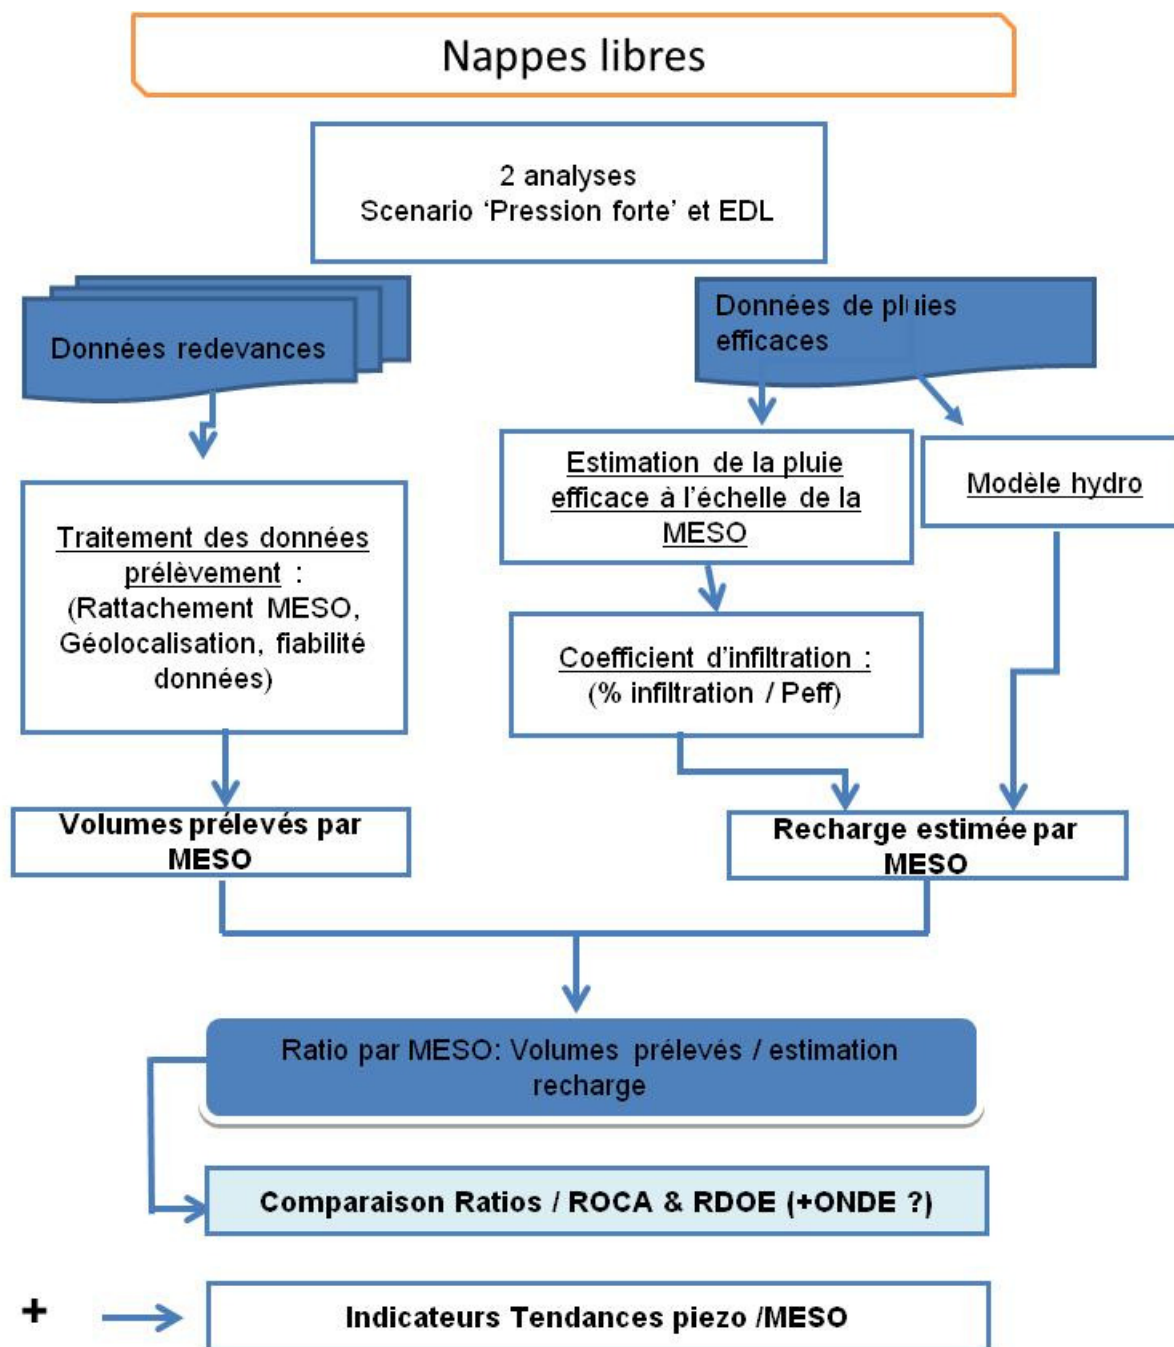 Nappes libres
2 analyses
Scenario ‘Pression forte’ et EDL
Données redevances
Données de pluies
efficaces
Estimation de la pluie
efficace à l’échelle de la
MESO
Modèle hydro
Traitement des données
prélèvement :
(Rattachement MESO,
Géolocalisation, fiabilité
données)
Coefficient d’infiltration :
(% infiltration / Peff)
Volumes prélevés par
MESO
Recharge estimée par
MESO
Ratio par MESO: Volumes prélevés / estimation
recharge
Comparaison Ratios / ROCA & RDOE (+ONDE ?)
+
Indicateurs Tendances piezo /MESO